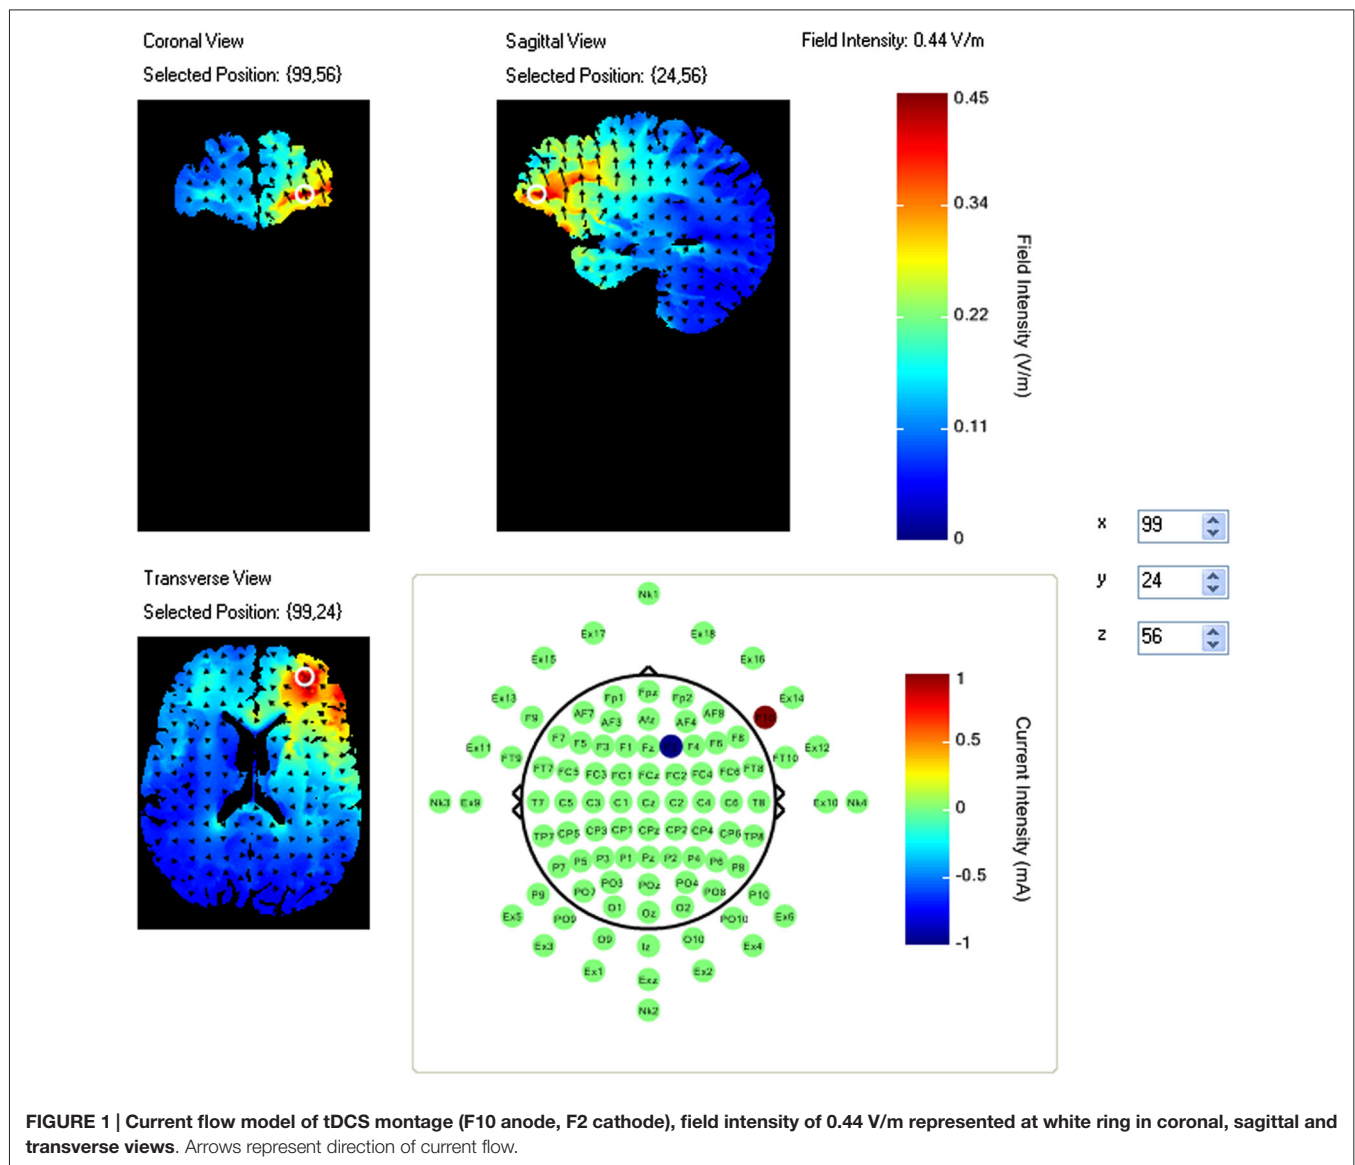 Coronal View
Selected Position: {99,56}
Sagittal View
Selected Position: {24,56}
Field Intensity: 0.44 V/m
0.45
0.34
0.22
0.11
0
Field Intensity (V/m)
x 99
y 24
z 56
Transverse View
Selected Position: {99,24}
Nk1
Ex17 Ex18
Ex15 Ex16
Ex13 Ex14
Fp1 Fpz Fp2
F9 AF7 AF3 Afz AF4 AF8 F10
F7 F5 F3 F1 Fz F2 F4 F6 F8
Ex11 FT9 FT10 Ex12
FT7 FC5 FC3 FC1 FCz FC2 FC4 FC6 FT8
Nk3 Ex9 T7 C5 C3 C1 Cz C2 C4 C6 T8 Ex10 Nk4
TP7 CP5 CP3 CP1 CPz CP2 CP4 CP6 TP8
P7 P5 P3 P1 Pz P2 P4 P6 P8
P9 PO7 PO3 POz PO4 PO8 P10
Ex5 PO9 O1 Oz O2 PO10 Ex6
Ex3 O9 Iz O10 Ex4
Ex1 Exz Ex2
Nk2
1
0.5
0
-0.5
-1
Current Intensity (mA)
FIGURE 1 | Current flow model of tDCS montage (F10 anode, F2 cathode), field intensity of 0.44 V/m represented at white ring in coronal, sagittal and
transverse views. Arrows represent direction of current flow.